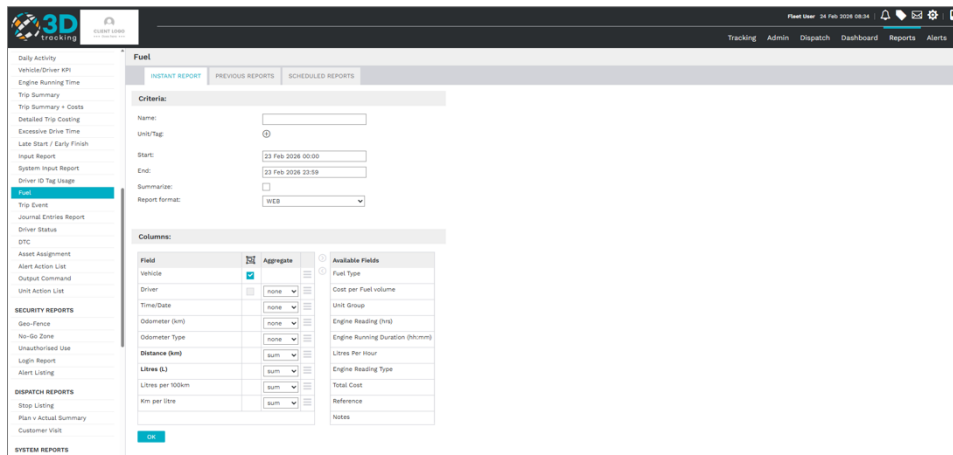 3D
tracking
CLIENT LOGO
Fleet User 24 Feb 2026 08:34
Tracking Admin Dispatch Dashboard Reports Alerts
Daily Activity
Vehicle/Driver KPI
Engine Running Time
Trip Summary
Trip Summary + Costs
Detailed Trip Costing
Excessive Drive Time
Late Start / Early Finish
Input Report
System Input Report
Driver ID Tag Usage
Fuel
Trip Event
Journal Entries Report
Driver Status
DTC
Asset Assignment
Alert Action List
Output Command
Unit Action List
SECURITY REPORTS
Geo-Fence
No-Go Zone
Unauthorised Use
Login Report
Alert Listing
DISPATCH REPORTS
Stop Listing
Plan v Actual Summary
Customer Visit
SYSTEM REPORTS
Fuel
INSTANT REPORT PREVIOUS REPORTS SCHEDULED REPORTS
Criteria:
Name:
Unit/Tag:
Start: 23 Feb 2026 00:00
End: 23 Feb 2026 23:59
Summarize:
Report format: WEB
Columns:
Field Aggregate
Vehicle
Driver none
Time/Date none
Odometer (km) none
Odometer Type none
Distance (km) sum
Litres (L) sum
Litres per 100km sum
Km per litre sum
Available Fields
Fuel Type
Cost per Fuel volume
Unit Group
Engine Reading (hrs)
Engine Running Duration (hh:mm)
Litres Per Hour
Engine Reading Type
Total Cost
Reference
Notes
OK